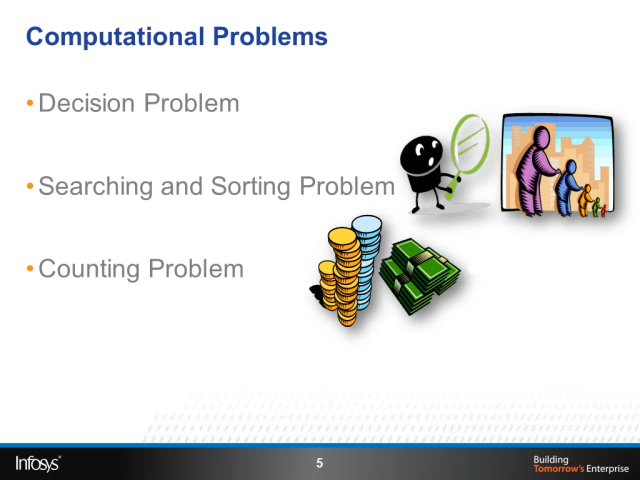 Computational Problems
•Decision Problem
•Searching and Sorting Problem
•Counting Problem
Infosys®
5
Building
Tomorrow's Enterprise